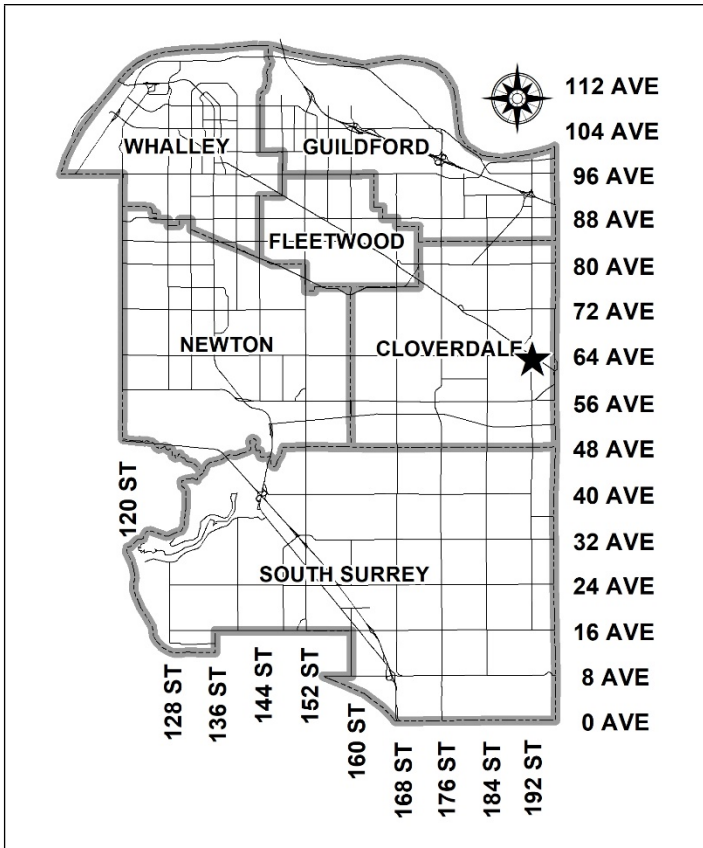 112 AVE
104 AVE
WHALLEY
GUILDFORD
96 AVE
88 AVE
FLEETWOOD
80 AVE
72 AVE
NEWTON
CLOVERDALE
64 AVE
56 AVE
48 AVE
120 ST
40 AVE
32 AVE
SOUTH SURREY
24 AVE
16 AVE
8 AVE
0 AVE
128 ST
136 ST
144 ST
152 ST
160 ST
168 ST
176 ST
184 ST
192 ST